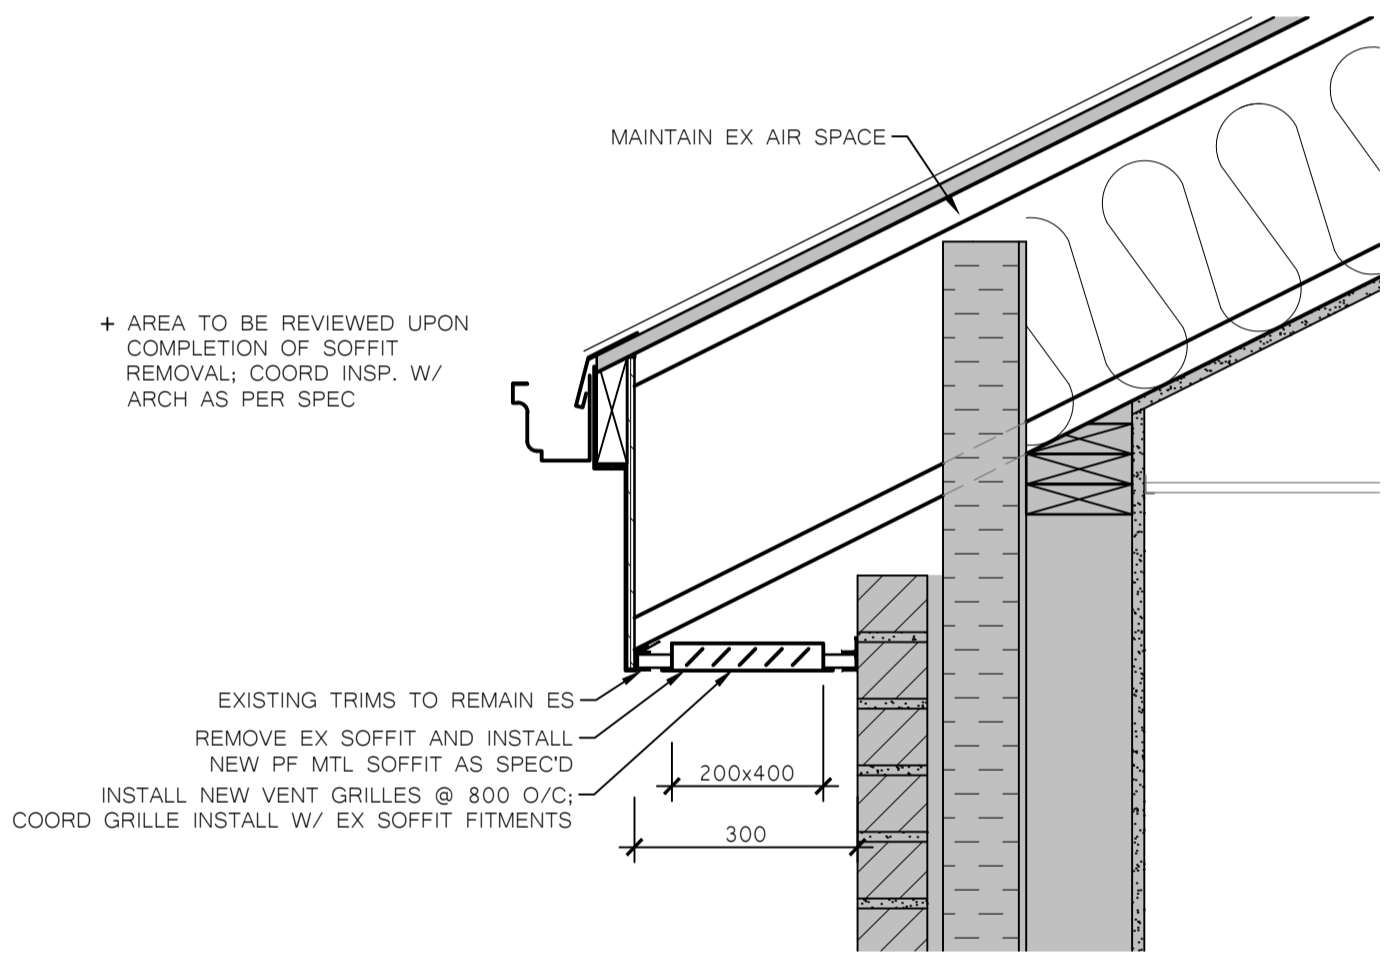 MAINTAIN EX AIR SPACE
+ AREA TO BE REVIEWED UPON
COMPLETION OF SOFFIT
REMOVAL; COORD INSP. W/
ARCH AS PER SPEC
EXISTING TRIMS TO REMAIN ES
REMOVE EX SOFFIT AND INSTALL
NEW PF MTL SOFFIT AS SPEC'D
INSTALL NEW VENT GRILLES @ 800 O/C;
COORD GRILLE INSTALL W/ EX SOFFIT FITMENTS
200x400
300